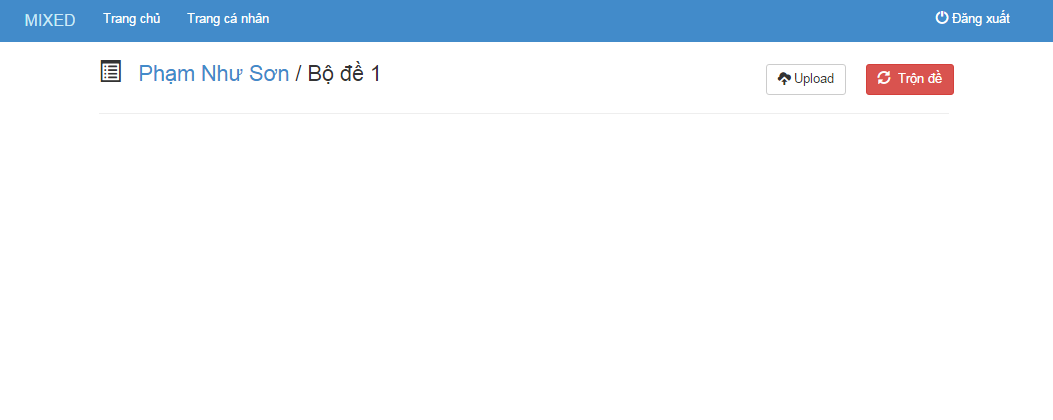 MIXED Trang chủ Trang cá nhân Đăng xuất
Phạm Như Sơn / Bộ đề 1 Upload Trộn đề